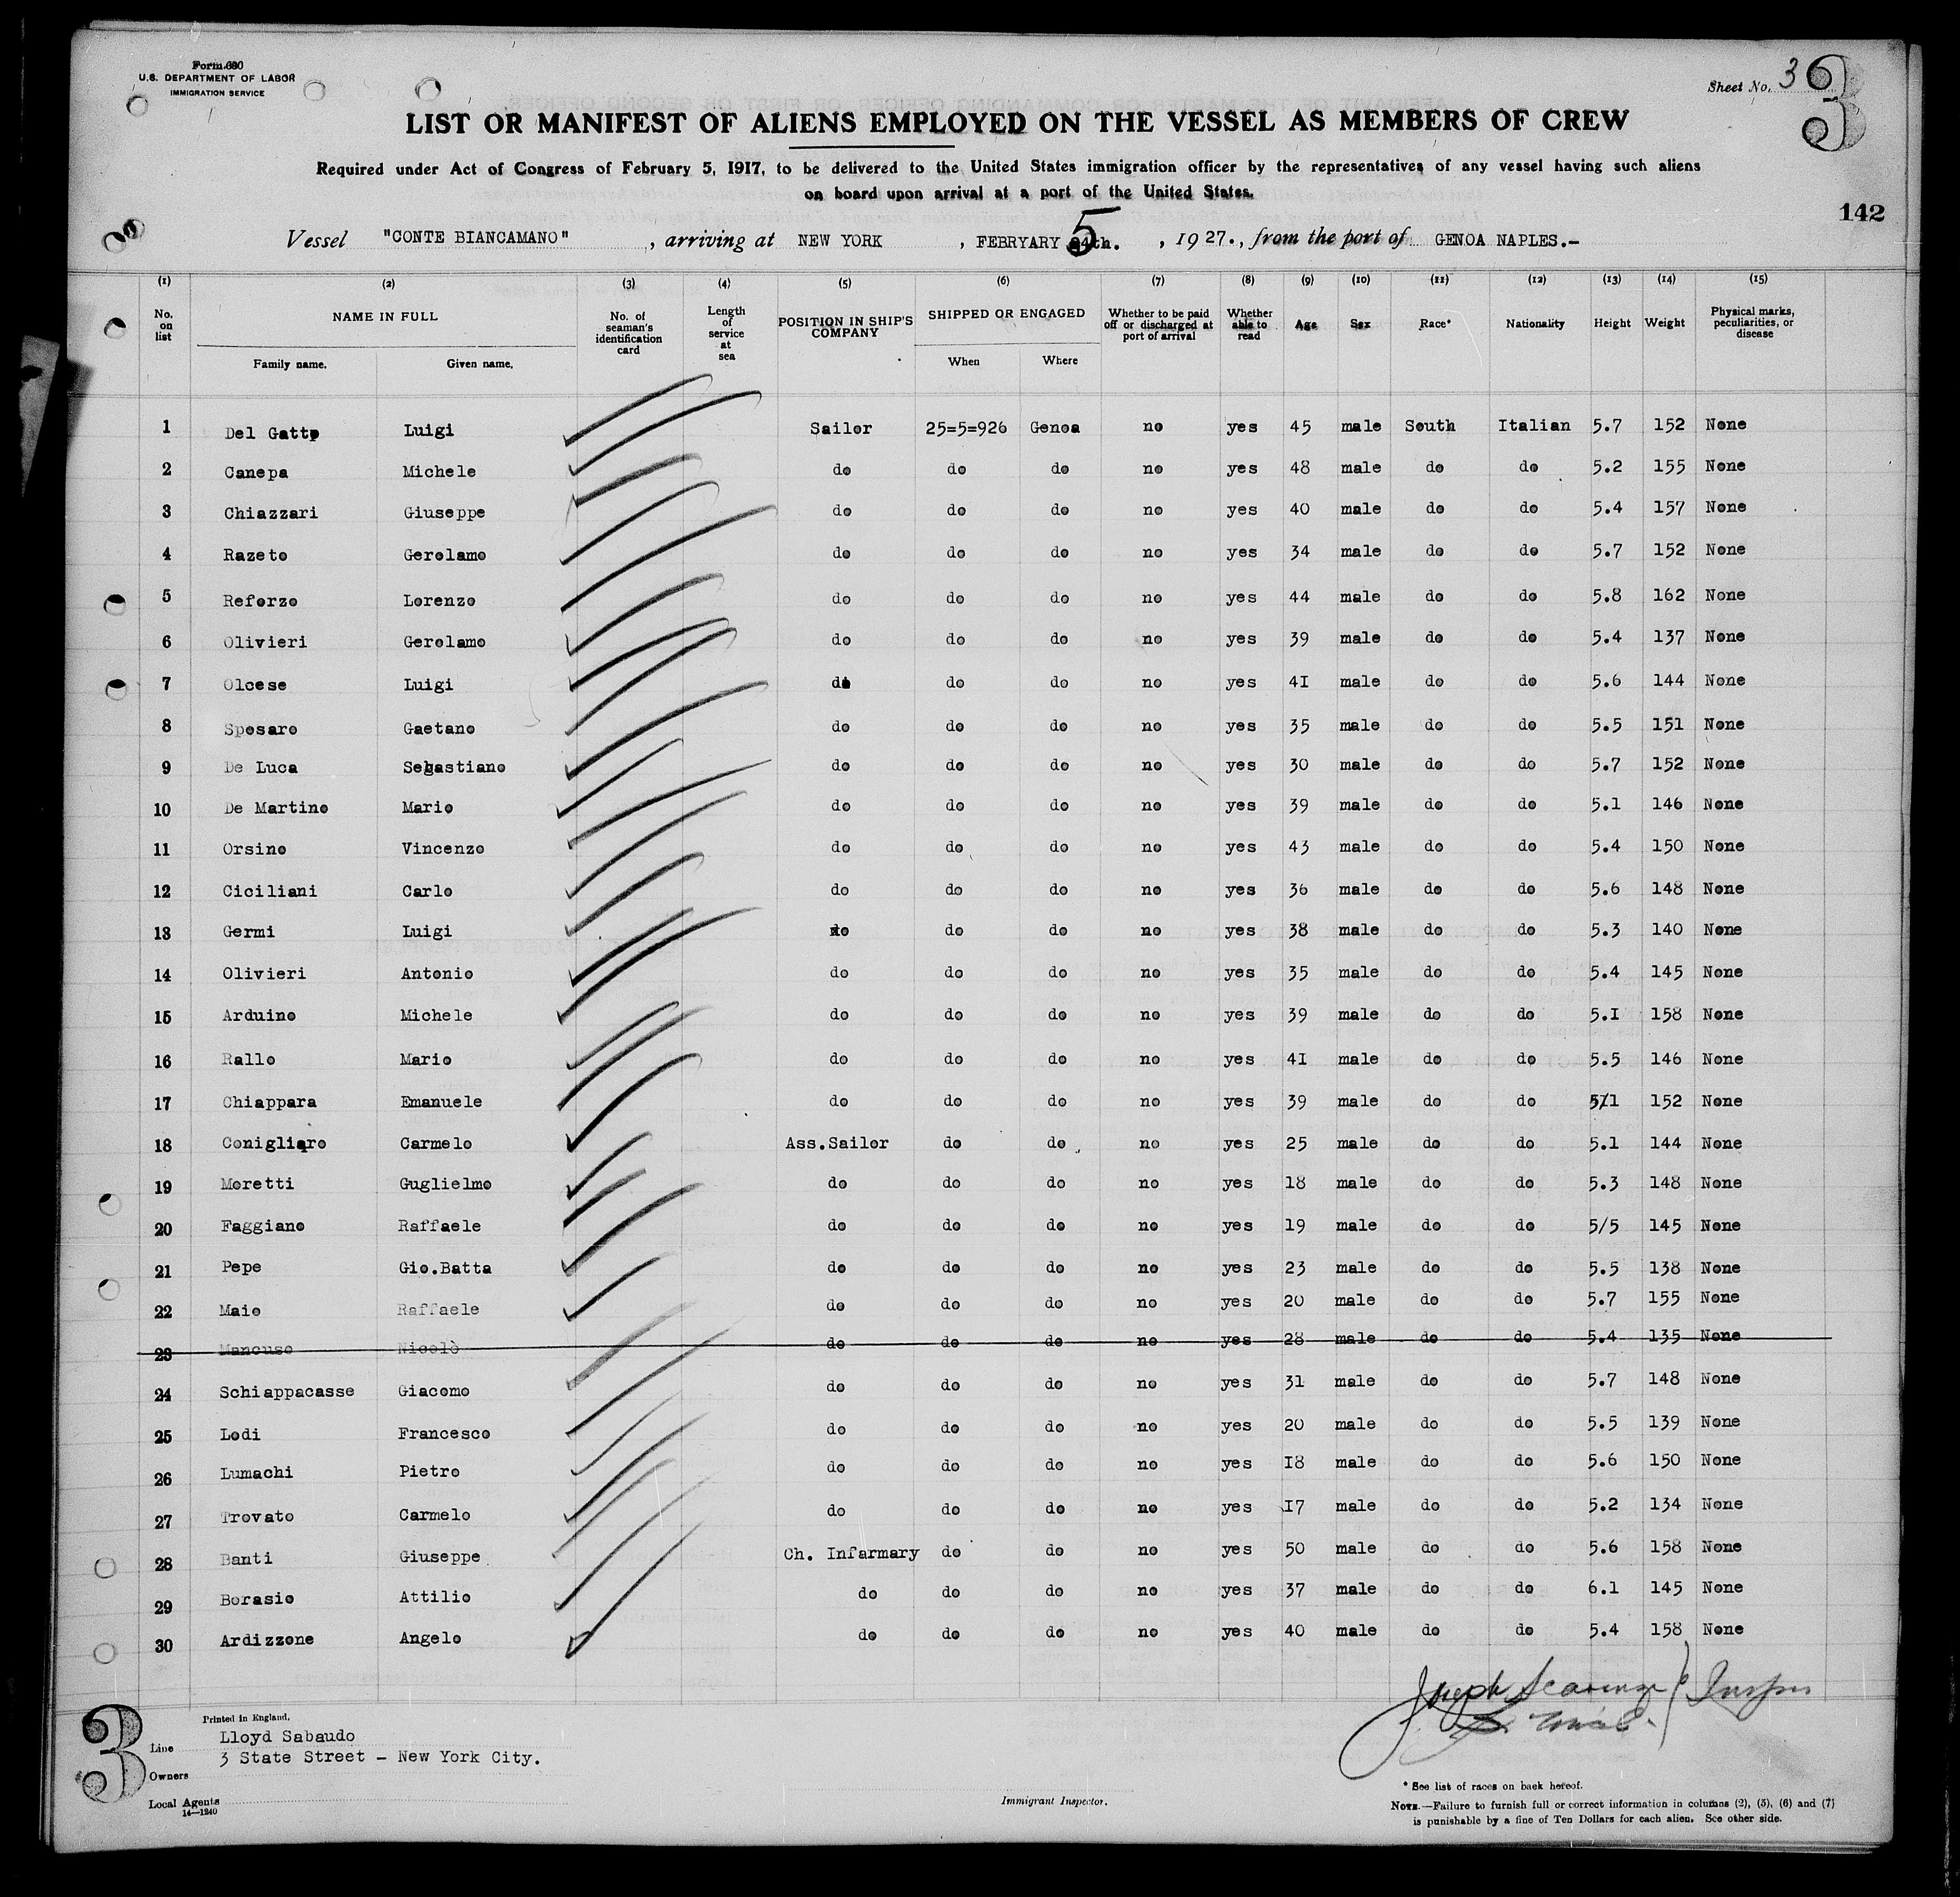 Form 680
U.S. DEPARTMENT OF LABOR
IMMIGRATION SERVICE
Sheet No. 3
3
LIST OR MANIFEST OF ALIENS EMPLOYED ON THE VESSEL AS MEMBERS OF CREW
Required under Act of Congress of February 5, 1917, to be delivered to the United States immigration officer by the representatives of any vessel having such aliens
on board upon arrival at a port of the United States.
142
Vessel "CONTE BIANCAMANO" , arriving at NEW YORK , FEBRYARY 5 th. , 1927., from the port of GENOA NAPLES.-
(1) (2) (3) (4) (5) (6) (7) (8) (9) (10) (11) (12) (13) (14) (15)
No. on list NAME IN FULL Family name. Given name. No. of seaman's identification card Length of service at sea POSITION IN SHIP'S COMPANY SHIPPED OR ENGAGED When Where Whether to be paid off or discharged at port of arrival Whether able to read Age Sex Race* Nationality Height Weight Physical marks, peculiarities, or disease
1 Del Gatto Luigi Sailor 25=5=926 Genoa no yes 45 male South Italian 5.7 152 None
2 Canepa Michele do do do no yes 48 male do do 5.2 155 None
3 Chiazzari Giuseppe do do do no yes 40 male do do 5.4 157 None
4 Razeto Gerolamo do do do no yes 34 male do do 5.7 152 None
5 Reforzo Lorenzo do do do no yes 44 male do do 5.8 162 None
6 Olivieri Gerolamo do do do no yes 39 male do do 5.4 137 None
7 Olcese Luigi do do do no yes 41 male do do 5.6 144 None
8 Sposaro Gaetano do do do no yes 35 male do do 5.5 151 None
9 De Luca Sebastiano do do do no yes 30 male do do 5.7 152 None
10 De Martino Mario do do do no yes 39 male do do 5.1 146 None
11 Orsino Vincenzo do do do no yes 43 male do do 5.4 150 None
12 Ciciliani Carlo do do do no yes 36 male do do 5.6 148 None
13 Germi Luigi do do do no yes 38 male do do 5.3 140 None
14 Olivieri Antonio do do do no yes 35 male do do 5.4 145 None
15 Arduino Michele do do do no yes 39 male do do 5.1 158 None
16 Rallo Mario do do do no yes 41 male do do 5.5 146 None
17 Chiappara Emanuele do do do no yes 39 male do do 5/1 152 None
18 Conigliaro Carmelo Ass.Sailor do do no yes 25 male do do 5.1 144 None
19 Moretti Guglielmo do do do no yes 18 male do do 5.3 148 None
20 Faggiano Raffaele do do do no yes 19 male do do 5/5 145 None
21 Pepe Gio.Batta do do do no yes 23 male do do 5.5 138 None
22 Maio Raffaele do do do no yes 20 male do do 5.7 155 None
23 Mancuso Nicolò do do do no yes 28 male do do 5.4 135 None
24 Schiappacasse Giacomo do do do no yes 31 male do do 5.7 148 None
25 Lodi Francesco do do do no yes 20 male do do 5.5 139 None
26 Lumachi Pietro do do do no yes 18 male do do 5.6 150 None
27 Trovato Carmelo do do do no yes 17 male do do 5.2 134 None
28 Banti Giuseppe Ch. Infarmary do do no yes 50 male do do 5.6 158 None
29 Borasio Attilio do do do no yes 37 male do do 6.1 145 None
30 Ardizzone Angelo do do do no yes 40 male do do 5.4 158 None
Joseph
3
Printed in England.
Line Lloyd Sabaudo
3 State Street - New York City.
Owners
Local Agents
14—1240
Immigrant Inspector.
* See list of races on back hereof.
NOTE.—Failure to furnish full or correct information in columns (2), (5), (6) and (7)
is punishable by a fine of Ten Dollars for each alien. See other side.